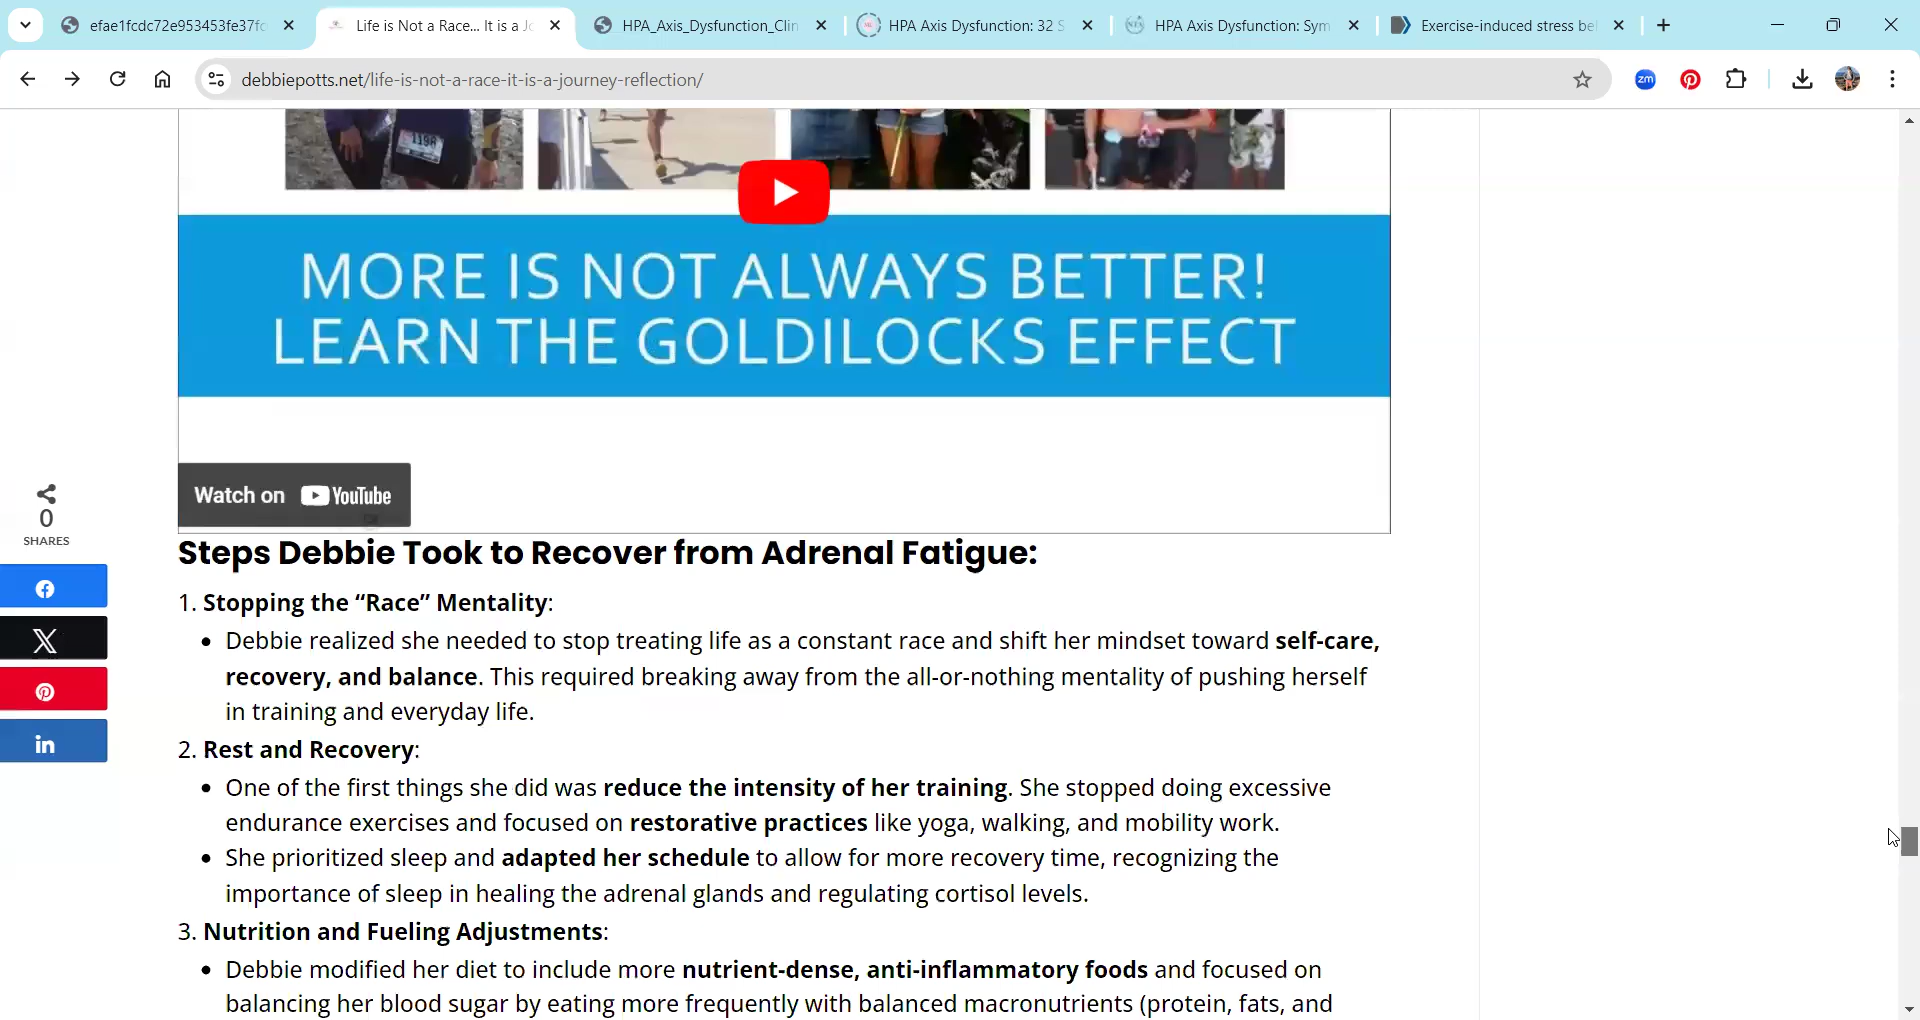 efae1fcdc72e953453fe37fc
Life is Not a Race... It is a Jo
HPA_Axis_Dysfunction_Clin
HPA Axis Dysfunction: 32 S
HPA Axis Dysfunction: Sym
Exercise-induced stress be
debbiepotts.net/life-is-not-a-race-it-is-a-journey-reflection/
zm
1198
MORE IS NOT ALWAYS BETTER!
LEARN THE GOLDILOCKS EFFECT
Watch on YouTube
0
SHARES
Steps Debbie Took to Recover from Adrenal Fatigue:
1. Stopping the “Race” Mentality:
• Debbie realized she needed to stop treating life as a constant race and shift her mindset toward self-care,
recovery, and balance. This required breaking away from the all-or-nothing mentality of pushing herself
in training and everyday life.
2. Rest and Recovery:
• One of the first things she did was reduce the intensity of her training. She stopped doing excessive
endurance exercises and focused on restorative practices like yoga, walking, and mobility work.
• She prioritized sleep and adapted her schedule to allow for more recovery time, recognizing the
importance of sleep in healing the adrenal glands and regulating cortisol levels.
3. Nutrition and Fueling Adjustments:
• Debbie modified her diet to include more nutrient-dense, anti-inflammatory foods and focused on
balancing her blood sugar by eating more frequently with balanced macronutrients (protein, fats, and